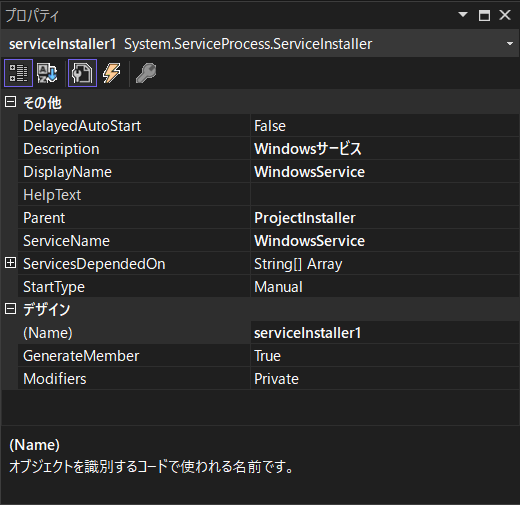 プロパティ
serviceInstaller1 System.ServiceProcess.ServiceInstaller
その他
DelayedAutoStart False
Description Windowsサービス
DisplayName WindowsService
HelpText
Parent ProjectInstaller
ServiceName WindowsService
ServicesDependedOn String[] Array
StartType Manual
デザイン
(Name) serviceInstaller1
GenerateMember True
Modifiers Private
(Name)
オブジェクトを識別するコードで使われる名前です。